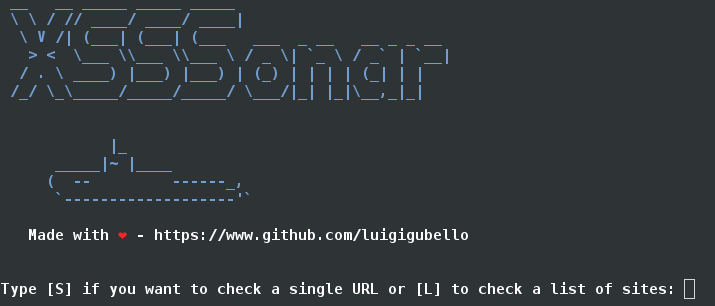 XSSSonar
Made with ❤ - https://www.github.com/luigigubello
Type [S] if you want to check a single URL or [L] to check a list of sites: